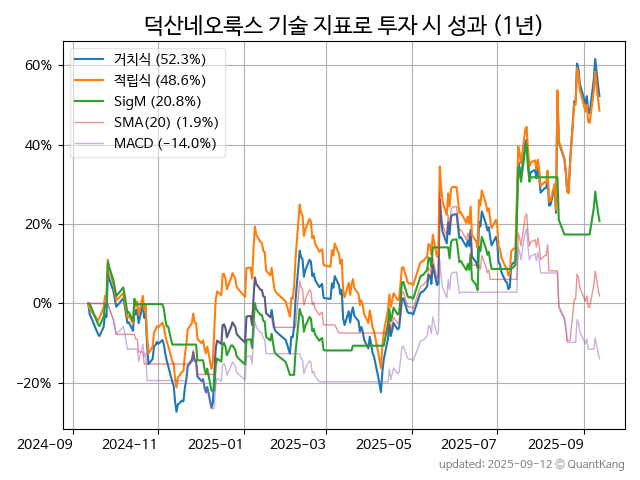 덕산네오룩스 기술 지표로 투자 시 성과 (1년)
거치식 (52.3%)
적립식 (48.6%)
SigM (20.8%)
SMA(20) (1.9%)
MACD (−14.0%)
60%
40%
20%
0%
−20%
2024-09 2024-11 2025-01 2025-03 2025-05 2025-07 2025-09
updated: 2025-09-12 © QuantKang